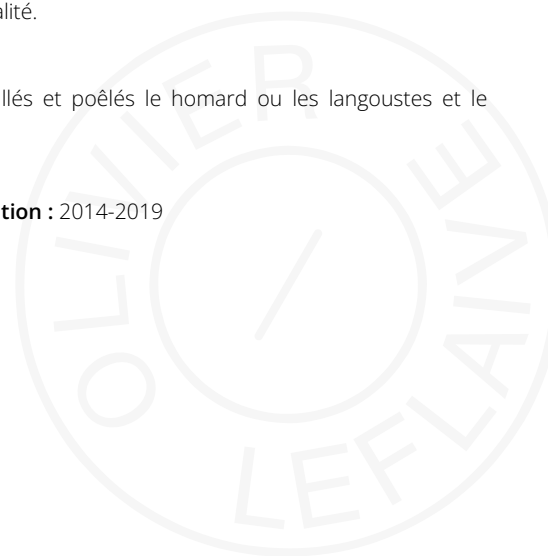 alité.
llés et poêlés le homard ou les langoustes et le
tion : 2014-2019
OLIVIER
LEFLAIVE